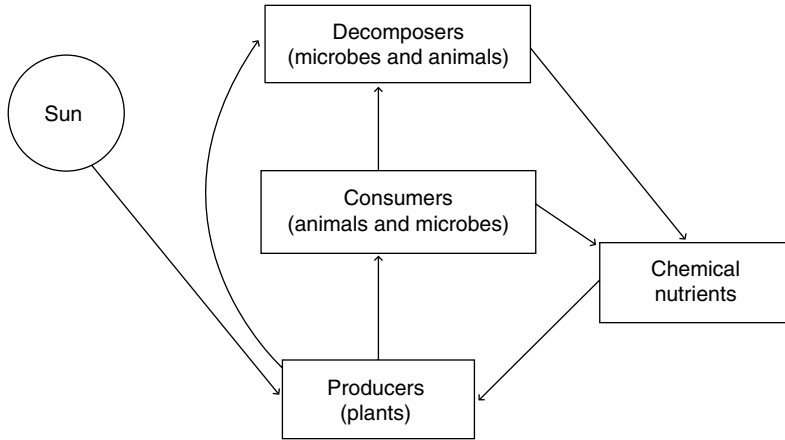 Decomposers
(microbes and animals)
Sun
Consumers
(animals and microbes)
Chemical
nutrients
Producers
(plants)